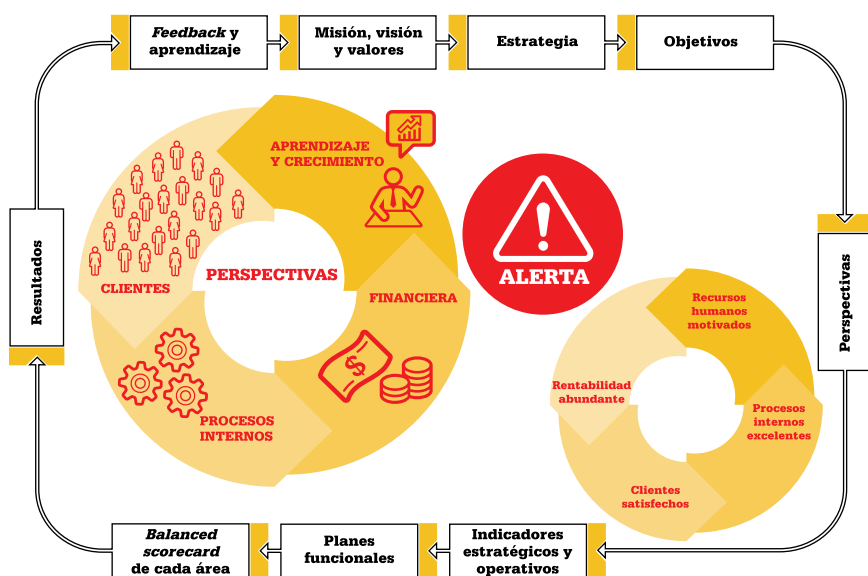 Feedback y
aprendizaje
Misión, visión
y valores
Estrategia
Objetivos
APRENDIZAJE
Y CRECIMIENTO
ALERTA
CLIENTES
PERSPECTIVAS
FINANCIERA
$
PROCESOS
INTERNOS
Resultados
Perspectivas
Recursos
humanos
motivados
Rentabilidad
abundante
Procesos
internos
excelentes
Clientes
satisfechos
Balanced
scorecard
de cada área
Planes
funcionales
Indicadores
estratégicos y
operativos